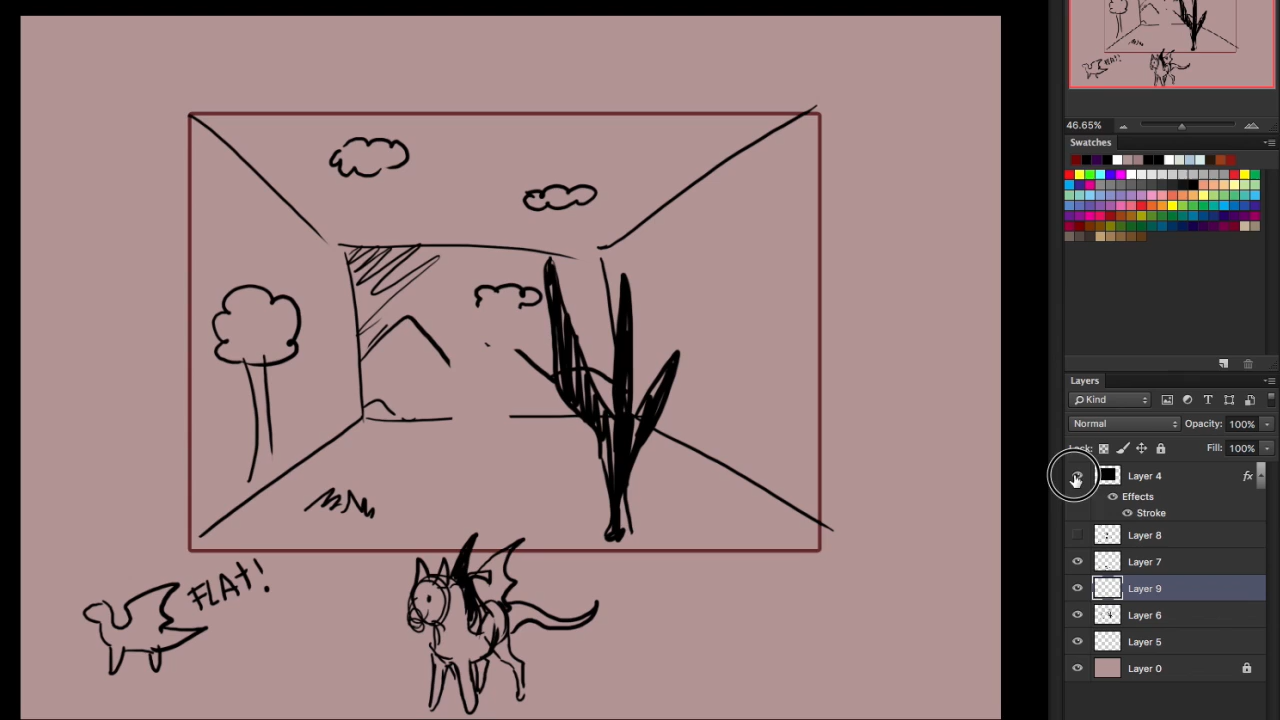 46.65%
Swatches
Layers
Kind
Normal
Opacity: 100%
Lock:
Fill: 100%
Layer 4
fx
Effects
Stroke
Layer 8
Layer 7
Layer 9
Layer 6
Layer 5
Layer 0
FLAT!